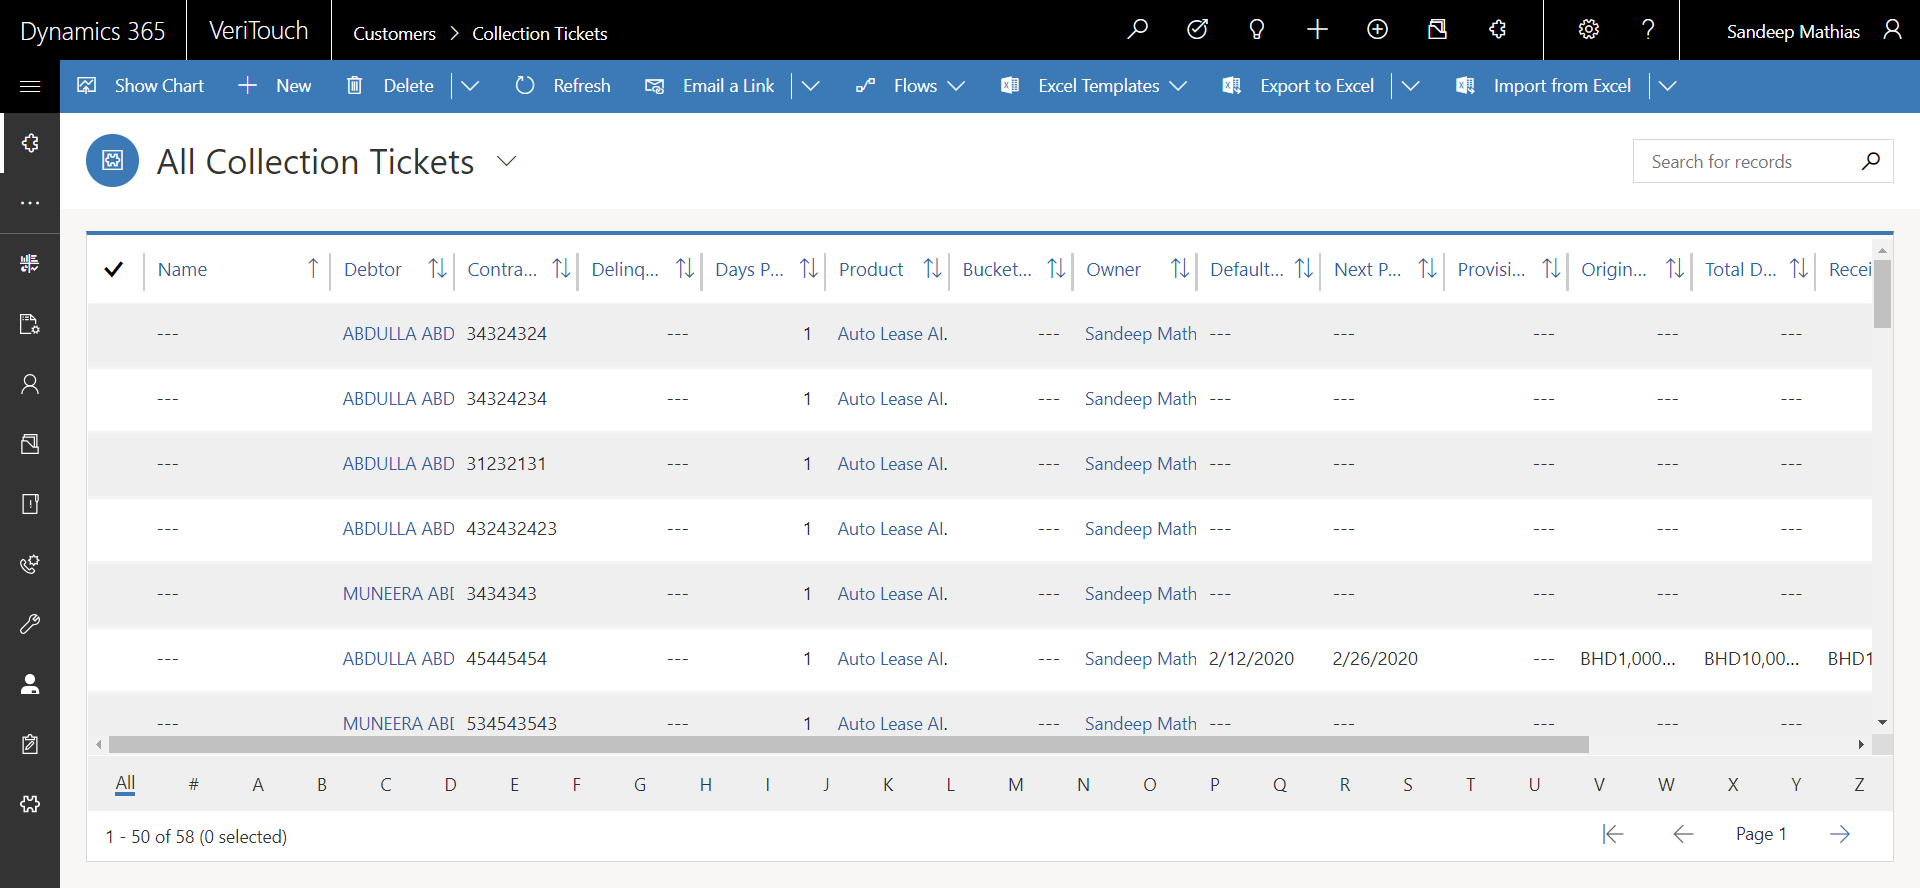 Dynamics 365 VeriTouch Customers > Collection Tickets ? Sandeep Mathias
Show Chart New Delete Refresh Email a Link Flows Excel Templates Export to Excel Import from Excel
All Collection Tickets
Search for records
Name Debtor Contra... Delinq... Days P... Product Bucket... Owner Default... Next P... Provisi... Origin... Total D... Recei
--- ABDULLA ABD 34324324 --- 1 Auto Lease Al. --- Sandeep Math --- --- --- --- ---
--- ABDULLA ABD 34324234 --- 1 Auto Lease Al. --- Sandeep Math --- --- --- --- ---
--- ABDULLA ABD 31232131 --- 1 Auto Lease Al. --- Sandeep Math --- --- --- --- ---
--- ABDULLA ABD 432432423 --- 1 Auto Lease Al. --- Sandeep Math --- --- --- --- ---
--- MUNEERA ABD 3434343 --- 1 Auto Lease Al. --- Sandeep Math --- --- --- --- ---
--- ABDULLA ABD 45445454 --- 1 Auto Lease Al. --- Sandeep Math 2/12/2020 2/26/2020 --- BHD1,000... BHD10,00... BHD1
--- MUNEERA ABD 534543543 --- 1 Auto Lease Al. --- Sandeep Math --- --- --- --- ---
All # A B C D E F G H I J K L M N O P Q R S T U V W X Y Z
1 - 50 of 58 (0 selected) Page 1